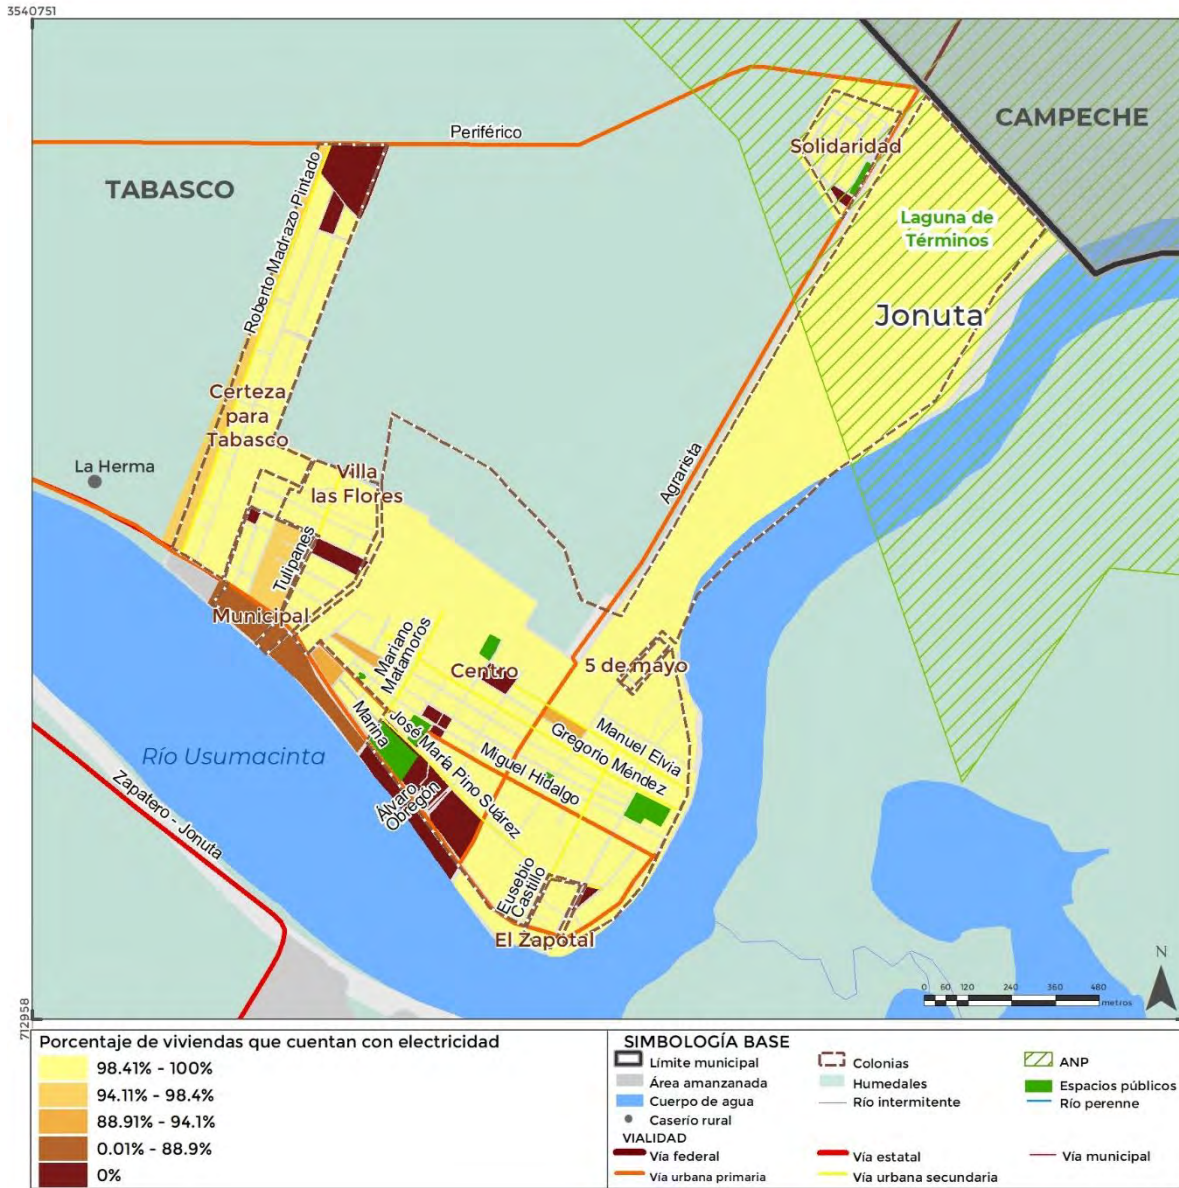 3540751
CAMPECHE
Periférico
Solidaridad
TABASCO
Laguna de
Términos
Roberto Madrazo Pintado
Jonuta
Certeza
para
Tabasco
La Herma
Villa
las Flores
Agrarista
Tulipanes
Municipal
Mariano
Matamoros
Centro
5 de mayo
Marina
José María Pino Suárez
Manuel Elvia
Gregorio Méndez
Miguel Hidalgo
Río Usumacinta
Álvaro
Obregón
Zapatero - Jonuta
Eusebio
Castillo
El Zapotal
N
0 60 120 240 360 480
metros
712958
Porcentaje de viviendas que cuentan con electricidad
98.41% - 100%
94.11% - 98.4%
88.91% - 94.1%
0.01% - 88.9%
0%
SIMBOLOGÍA BASE
Límite municipal
Colonias
ANP
Área amanzanada
Humedales
Espacios públicos
Cuerpo de agua
Río intermitente
Río perenne
Caserío rural
VIALIDAD
Vía federal
Vía estatal
Vía municipal
Vía urbana primaria
Vía urbana secundaria